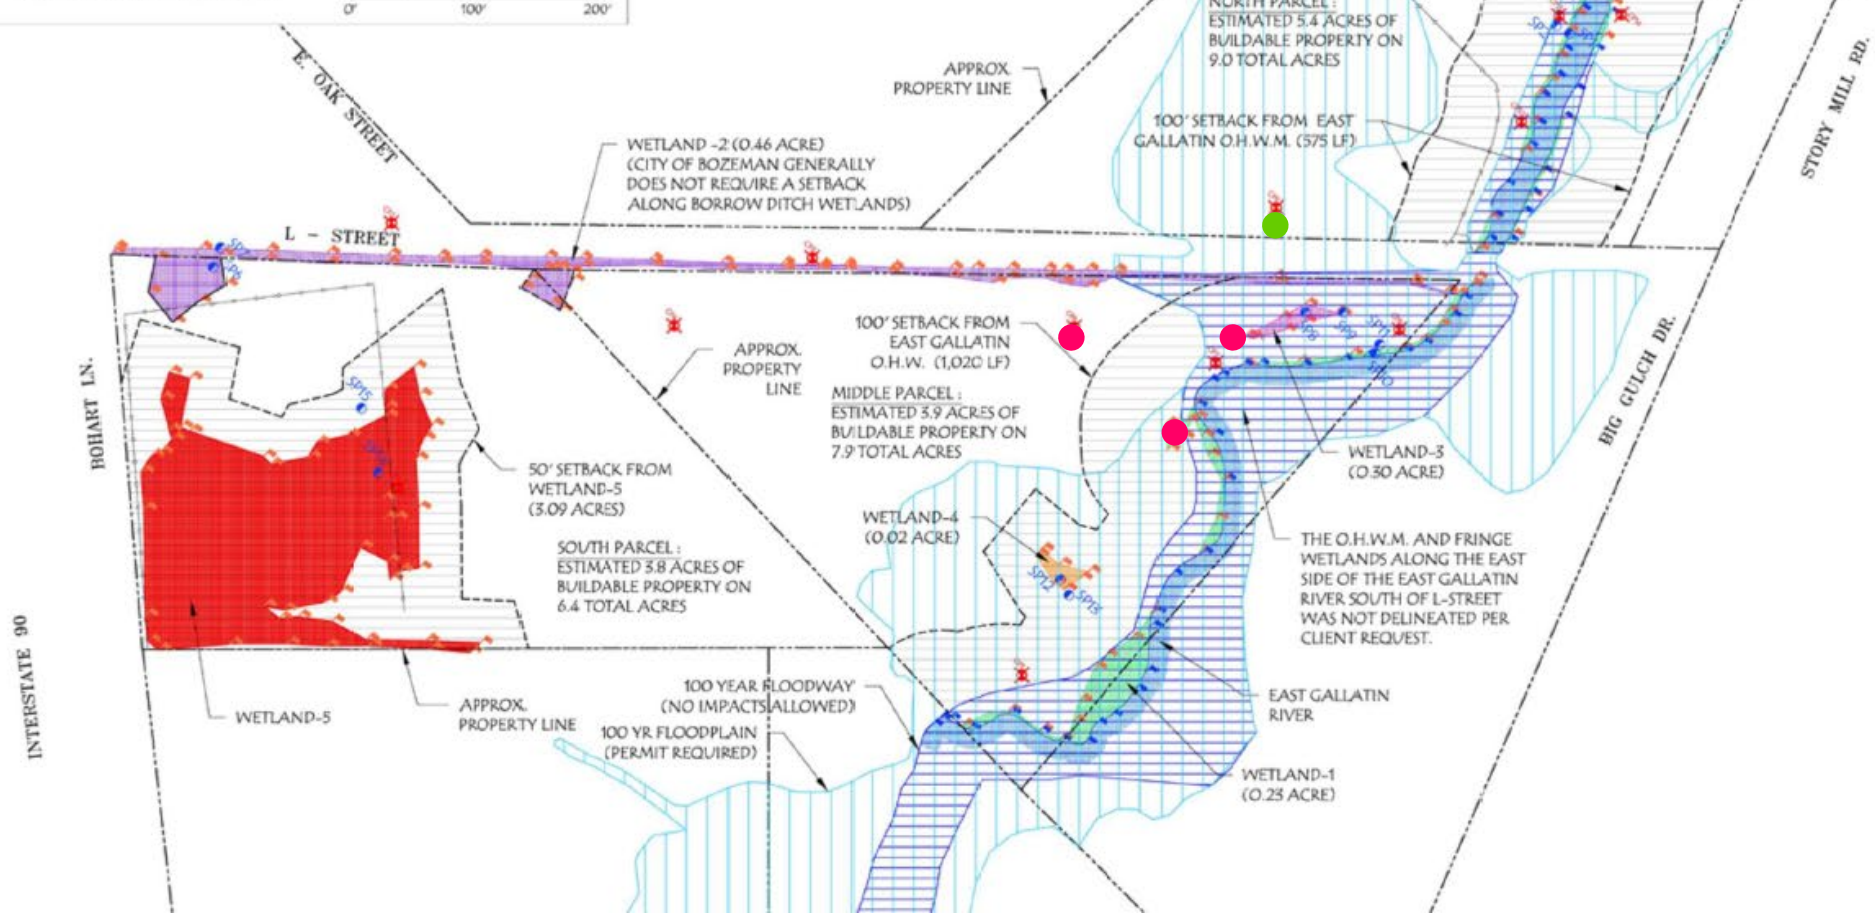 0' 100' 200'
NORTH PARCEL :
ESTIMATED 5.4 ACRES OF
BUILDABLE PROPERTY ON
9.0 TOTAL ACRES
APPROX.
PROPERTY LINE
E. OAK STREET
STORY MILL RD.
100' SETBACK FROM EAST
GALLATIN O.H.W.M. (575 LF)
WETLAND -2 (0.46 ACRE)
(CITY OF BOZEMAN GENERALLY
DOES NOT REQUIRE A SETBACK
ALONG BORROW DITCH WETLANDS)
L - STREET
SP6
100' SETBACK FROM
EAST GALLATIN
O.H.W. (1,020 LF)
APPROX.
PROPERTY
LINE
SP8
SP9
SP11
SP10
BOHART LN.
SP15
BIG GULCH DR.
MIDDLE PARCEL :
ESTIMATED 3.9 ACRES OF
BUILDABLE PROPERTY ON
7.9 TOTAL ACRES
WETLAND-3
(0.30 ACRE)
50' SETBACK FROM
WETLAND-5
(3.09 ACRES)
WETLAND-4
(0.02 ACRE)
SOUTH PARCEL :
ESTIMATED 3.8 ACRES OF
BUILDABLE PROPERTY ON
6.4 TOTAL ACRES
SP12
SP13
THE O.H.W.M. AND FRINGE
WETLANDS ALONG THE EAST
SIDE OF THE EAST GALLATIN
RIVER SOUTH OF L-STREET
WAS NOT DELINEATED PER
CLIENT REQUEST.
INTERSTATE 90
WETLAND-5
APPROX.
PROPERTY LINE
100 YEAR FLOODWAY
(NO IMPACTS ALLOWED)
100 YR FLOODPLAIN
(PERMIT REQUIRED)
EAST GALLATIN
RIVER
WETLAND-1
(0.23 ACRE)